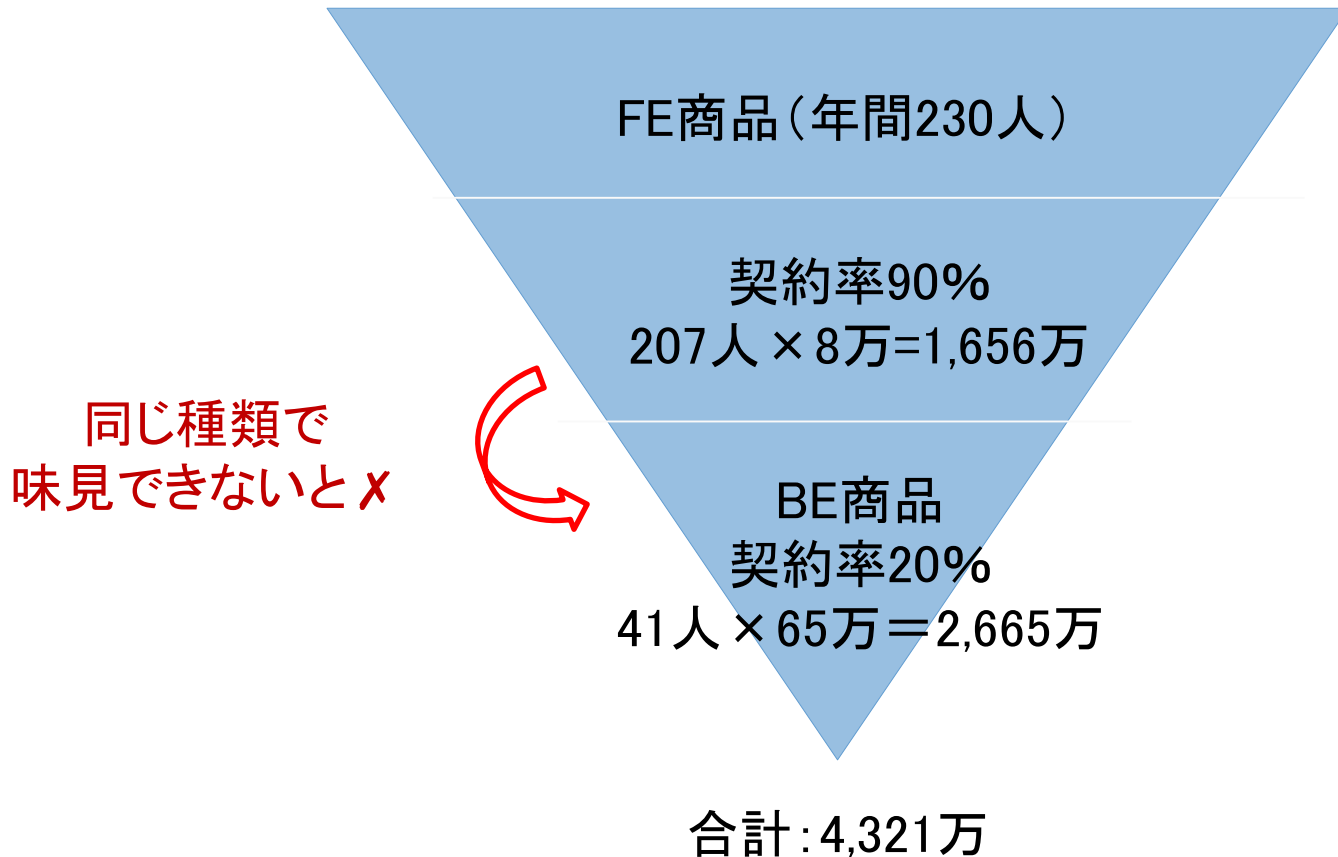 FE商品(年間230人)
契約率90%
207人×8万=1,656万
同じ種類で
味見できないと✗
BE商品
契約率20%
41人×65万＝2,665万
合計:4,321万